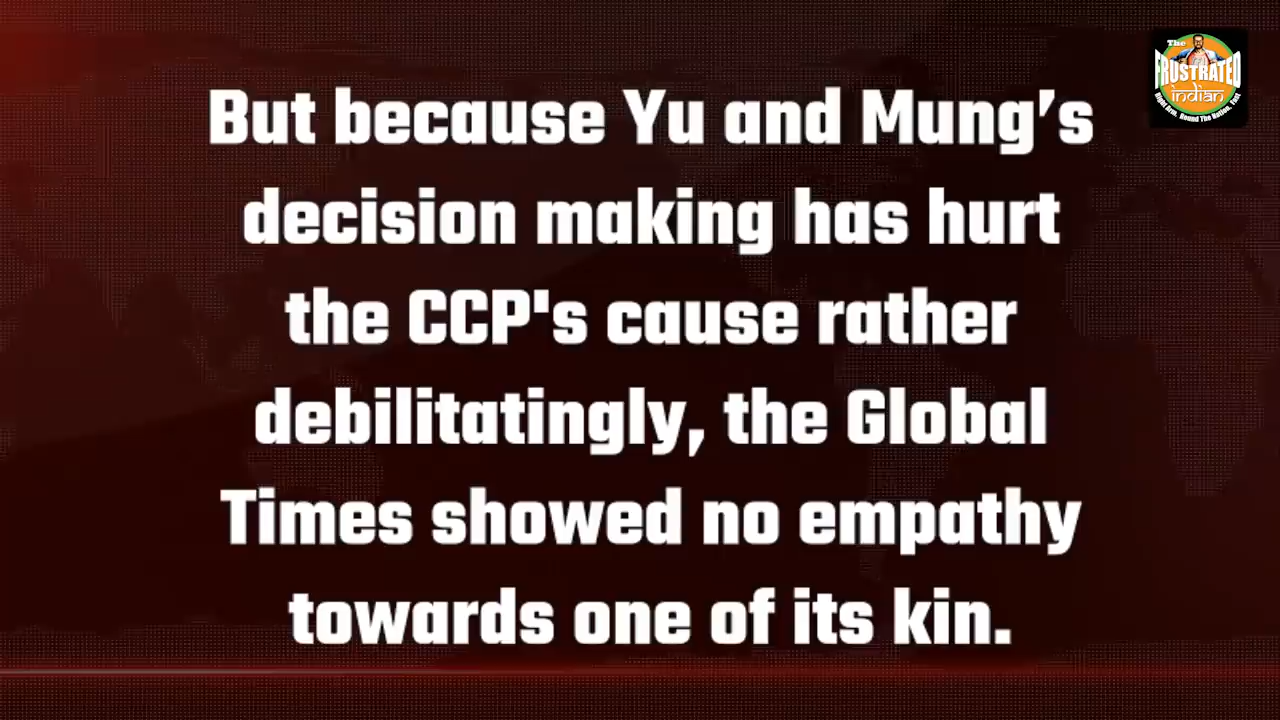 The
FRUSTRATED
indian
But because Yu and Mung’s
decision making has hurt
the CCP's cause rather
debilitatingly, the Global
Times showed no empathy
towards one of its kin.